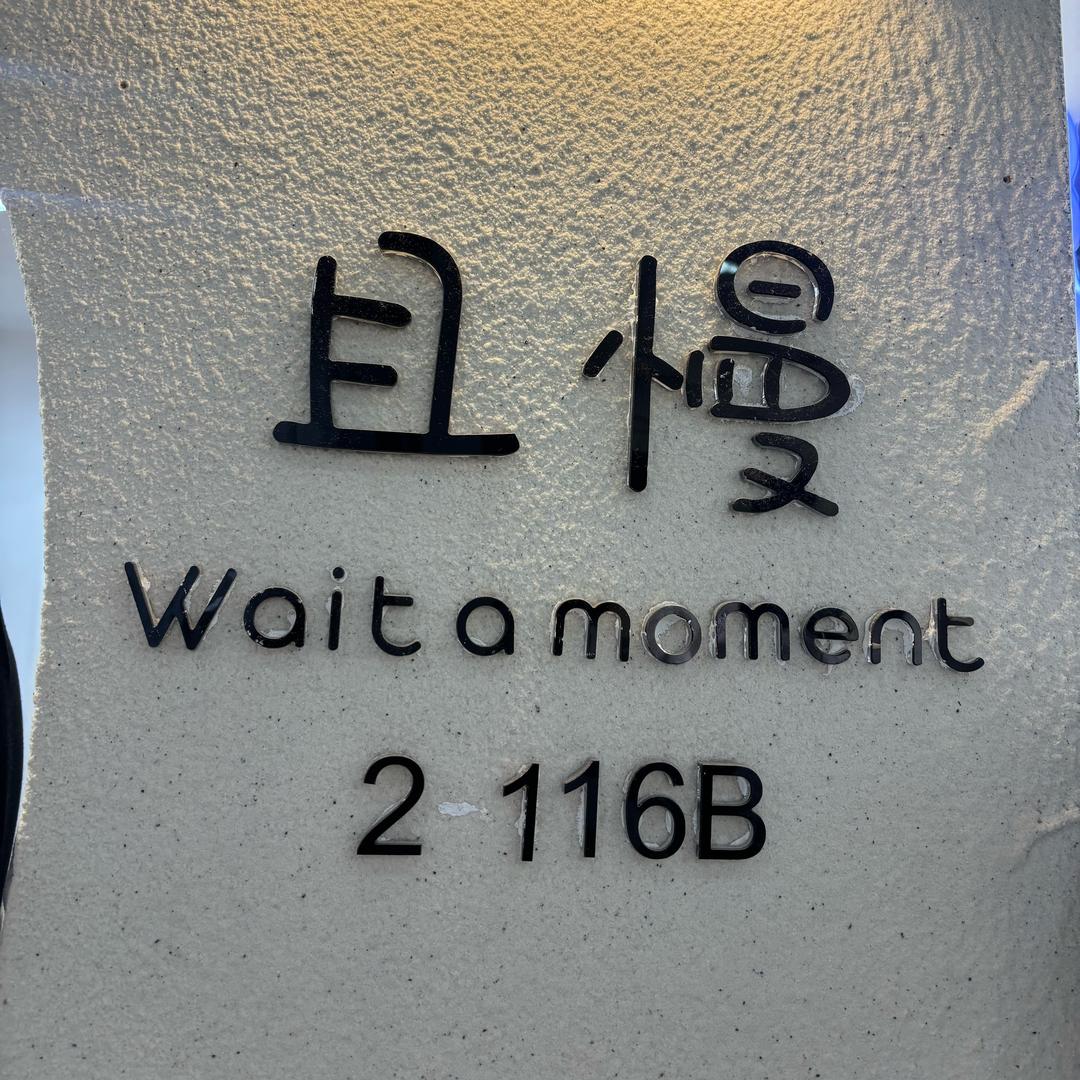 且慢
Wait a moment
2 116B